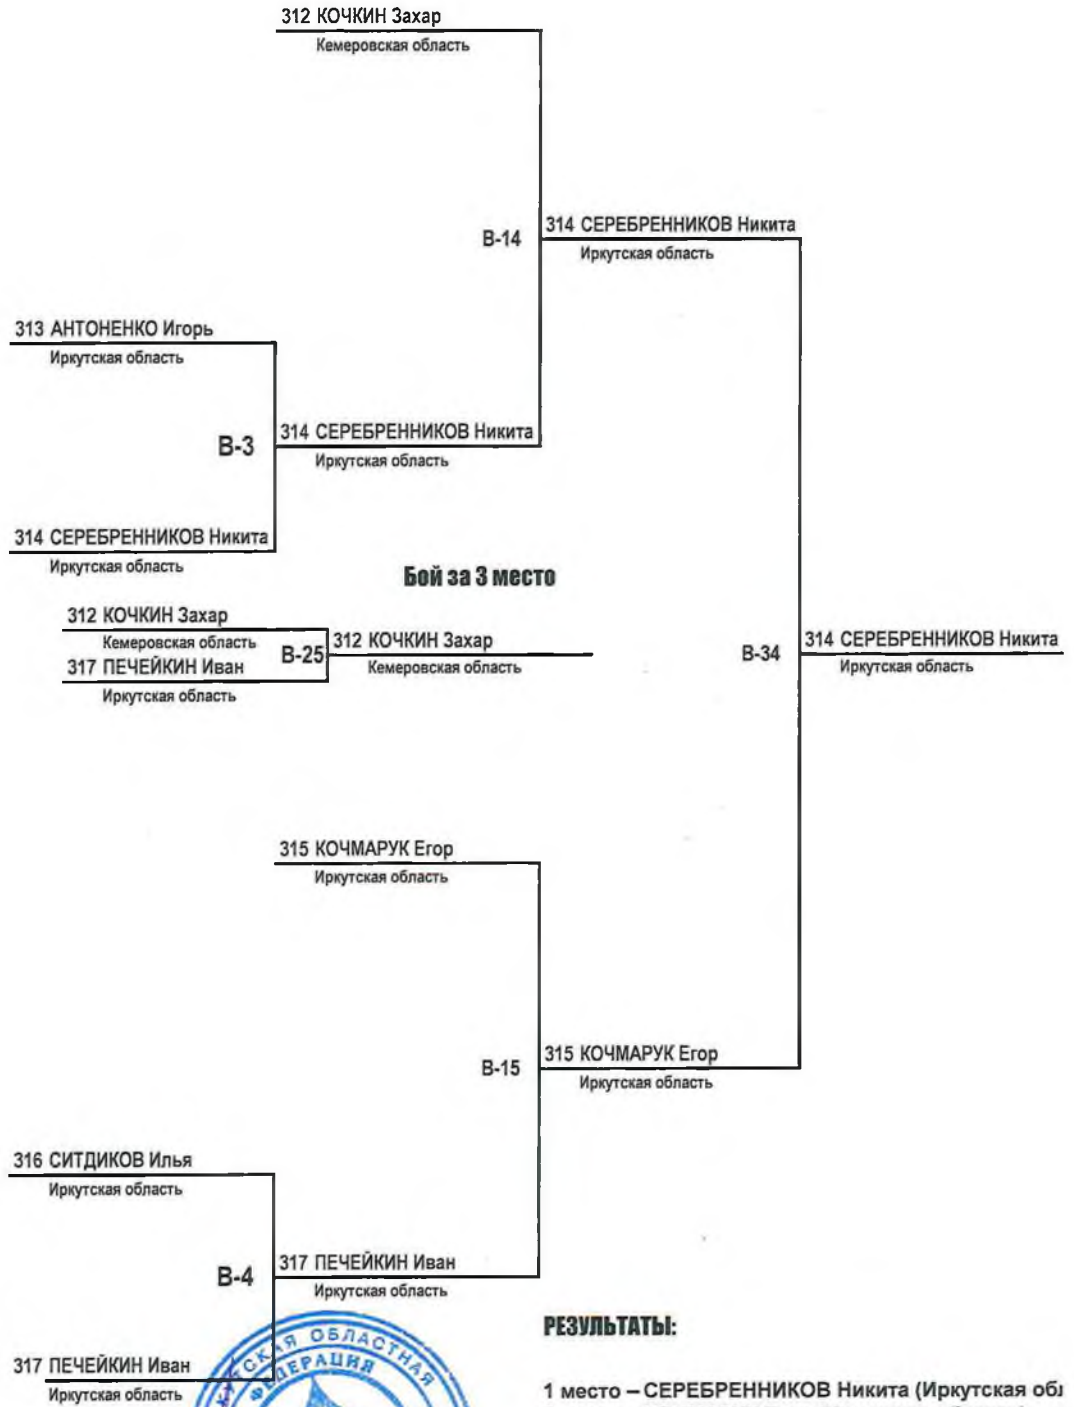 312 КОЧКИН Захар
Кемеровская область
В-14
314 СЕРЕБРЕННИКОВ Никита
Иркутская область
313 АНТОНЕНКО Игорь
Иркутская область
В-3
314 СЕРЕБРЕННИКОВ Никита
Иркутская область
314 СЕРЕБРЕННИКОВ Никита
Иркутская область
Бой за 3 место
312 КОЧКИН Захар
Кемеровская область
317 ПЕЧЕЙКИН Иван
Иркутская область
В-25
312 КОЧКИН Захар
Кемеровская область
В-34
314 СЕРЕБРЕННИКОВ Никита
Иркутская область
315 КОЧМАРУК Егор
Иркутская область
В-15
315 КОЧМАРУК Егор
Иркутская область
316 СИТДИКОВ Илья
Иркутская область
В-4
317 ПЕЧЕЙКИН Иван
Иркутская область
317 ПЕЧЕЙКИН Иван
Иркутская область
ОБЛАСТНАЯ
ФЕДЕРАЦИЯ
РЕЗУЛЬТАТЫ:
1 место – СЕРЕБРЕННИКОВ Никита (Иркутская обл